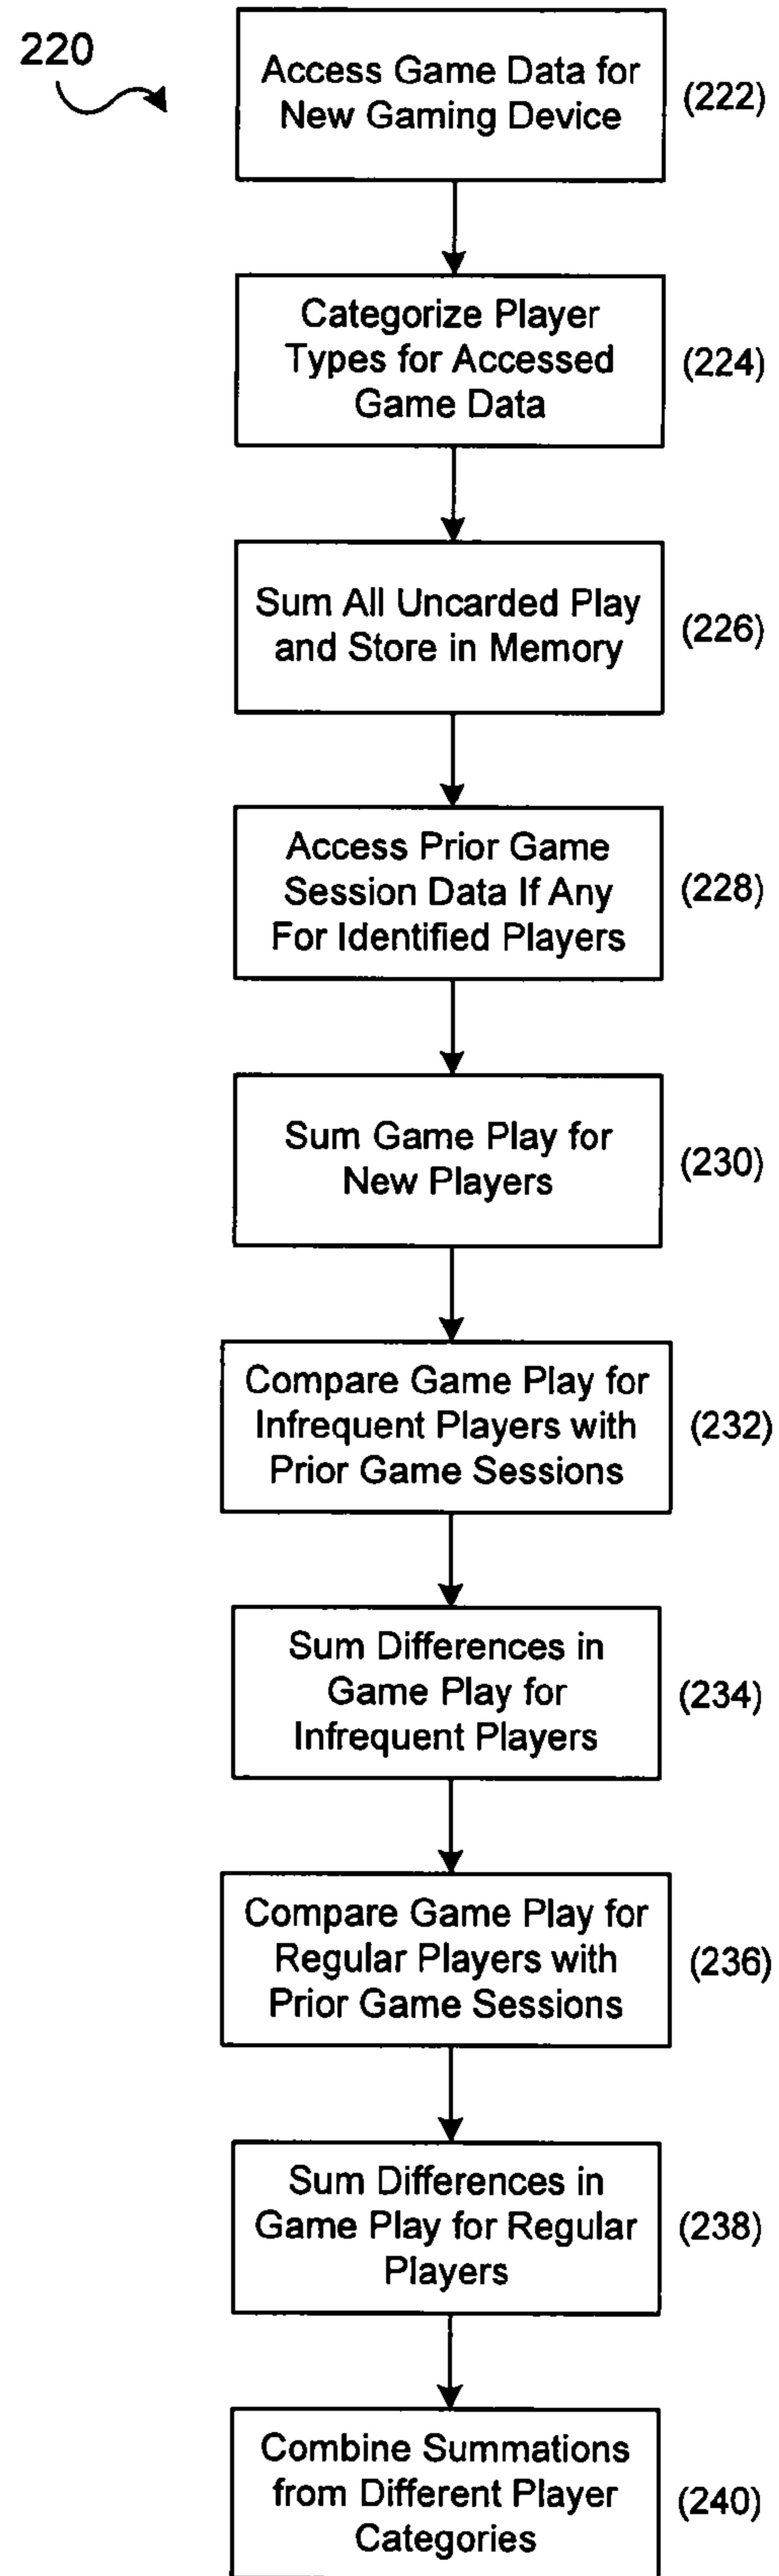 220
Access Game Data for
New Gaming Device
(222)
Categorize Player
Types for Accessed
Game Data
(224)
Sum All Uncarded Play
and Store in Memory
(226)
Access Prior Game
Session Data If Any
For Identified Players
(228)
Sum Game Play for
New Players
(230)
Compare Game Play for
Infrequent Players with
Prior Game Sessions
(232)
Sum Differences in
Game Play for
Infrequent Players
(234)
Compare Game Play for
Regular Players with
Prior Game Sessions
(236)
Sum Differences in
Game Play for Regular
Players
(238)
Combine Summations
from Different Player
Categories
(240)